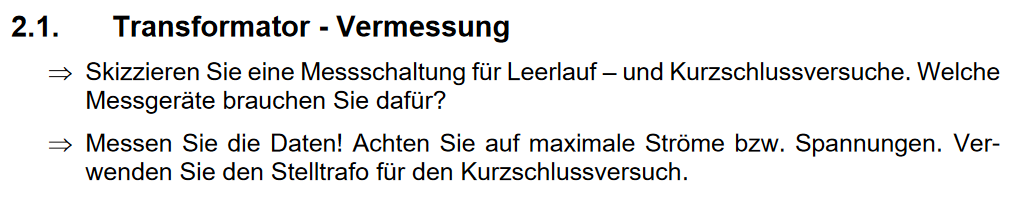 2.1. Transformator - Vermessung
⇒ Skizzieren Sie eine Messschaltung für Leerlauf – und Kurzschlussversuche. Welche
Messgeräte brauchen Sie dafür?
⇒ Messen Sie die Daten! Achten Sie auf maximale Ströme bzw. Spannungen. Ver-
wenden Sie den Stelltrafo für den Kurzschlussversuch.